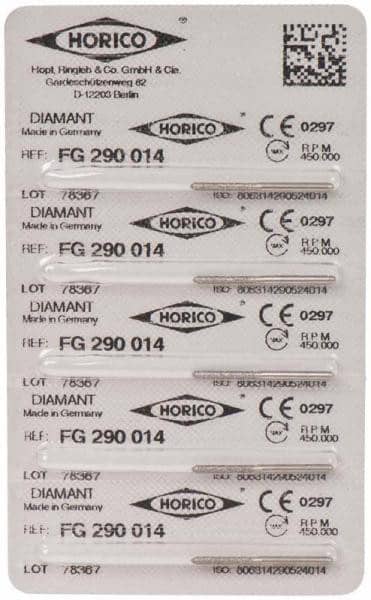 HORICO
Hopf, Ringleb & Co. GmbH & Cie.
Gardeschützenweg 82
D-12203 Berlin
DIAMANT HORICO ® CE 0297
Made in Germany
REF: FG 290 014 MAX RPM 450.000
LOT 78367 ISO: 806314290524014
DIAMANT HORICO ® CE 0297
Made in Germany
REF: FG 290 014 MAX RPM 450.000
LOT 78367 ISO: 806314290524014
DIAMANT HORICO ® CE 0297
Made in Germany
REF: FG 290 014 MAX RPM 450.000
LOT 78367 ISO: 806314290524014
DIAMANT HORICO ® CE 0297
Made in Germany
REF: FG 290 014 MAX RPM 450.000
LOT 78367 ISO: 806314290524014
DIAMANT HORICO ® CE 0297
Made in Germany
REF: FG 290 014 MAX RPM 450.000
LOT 78367 ISO: 806314290524014